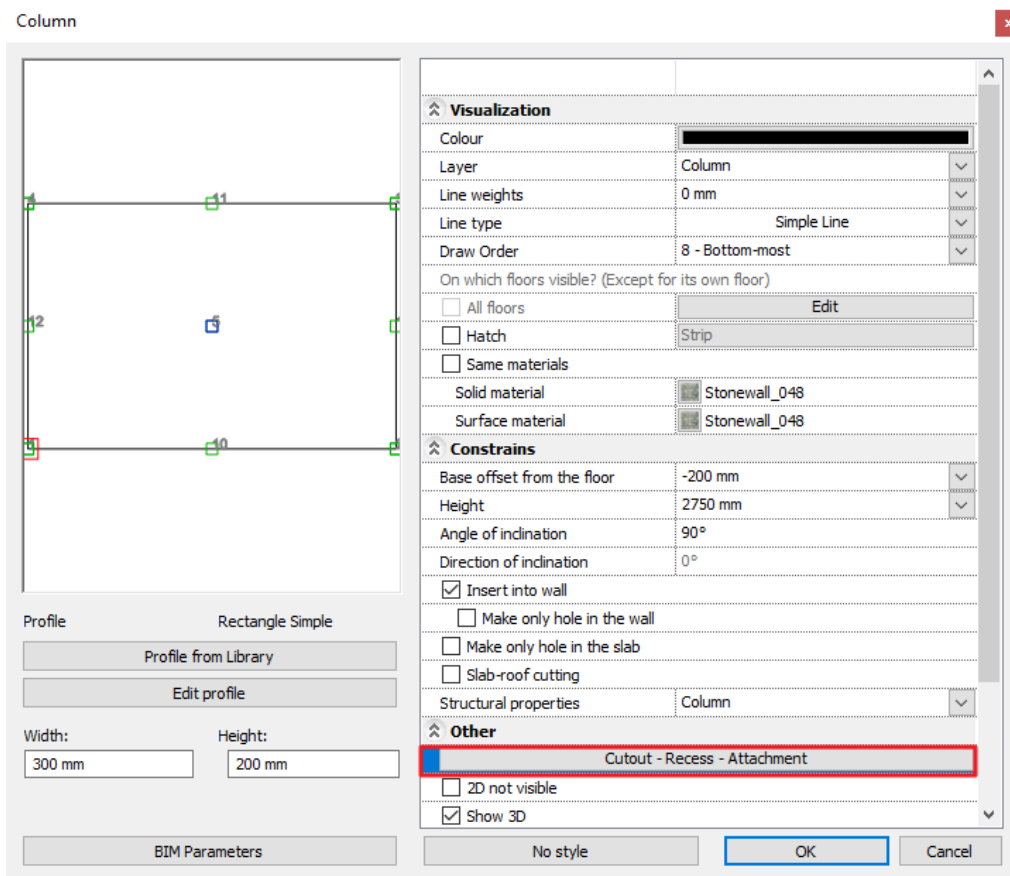 Column
11
12
5
10
Profile
Rectangle Simple
Profile from Library
Edit profile
Width:
Height:
300 mm
200 mm
BIM Parameters
Visualization
Colour
Layer
Column
Line weights
0 mm
Line type
Simple Line
Draw Order
8 - Bottom-most
On which floors visible? (Except for its own floor)
All floors
Edit
Hatch
Strip
Same materials
Solid material
Stonewall_048
Surface material
Stonewall_048
Constrains
Base offset from the floor
-200 mm
Height
2750 mm
Angle of inclination
90°
Direction of inclination
0°
Insert into wall
Make only hole in the wall
Make only hole in the slab
Slab-roof cutting
Structural properties
Column
Other
Cutout - Recess - Attachment
2D not visible
Show 3D
No style
OK
Cancel